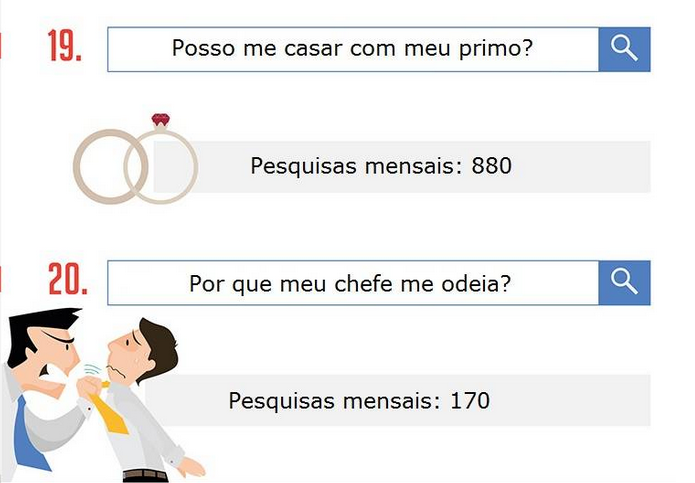 19.
Posso me casar com meu primo?
Pesquisas mensais: 880
20.
Por que meu chefe me odeia?
Pesquisas mensais: 170